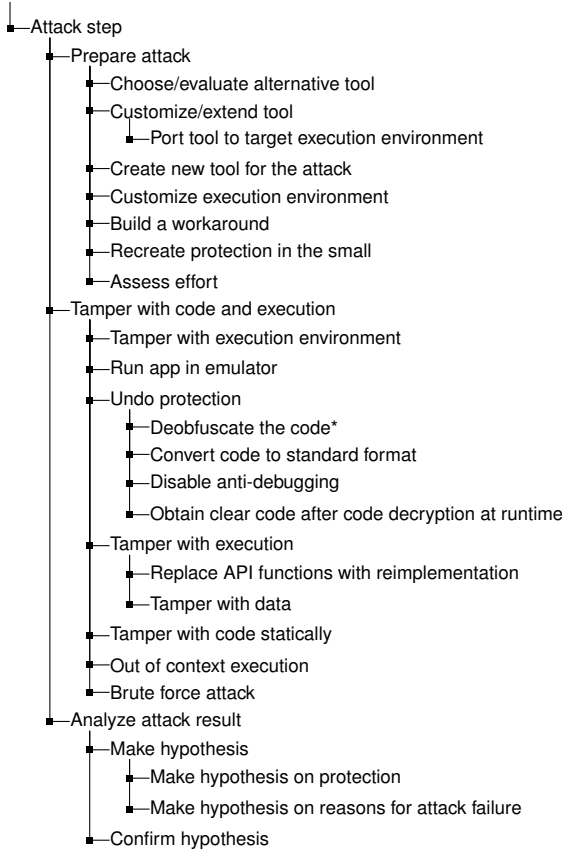 Attack step
Prepare attack
Choose/evaluate alternative tool
Customize/extend tool
Port tool to target execution environment
Create new tool for the attack
Customize execution environment
Build a workaround
Recreate protection in the small
Assess effort
Tamper with code and execution
Tamper with execution environment
Run app in emulator
Undo protection
Deobfuscate the code*
Convert code to standard format
Disable anti-debugging
Obtain clear code after code decryption at runtime
Tamper with execution
Replace API functions with reimplementation
Tamper with data
Tamper with code statically
Out of context execution
Brute force attack
Analyze attack result
Make hypothesis
Make hypothesis on protection
Make hypothesis on reasons for attack failure
Confirm hypothesis